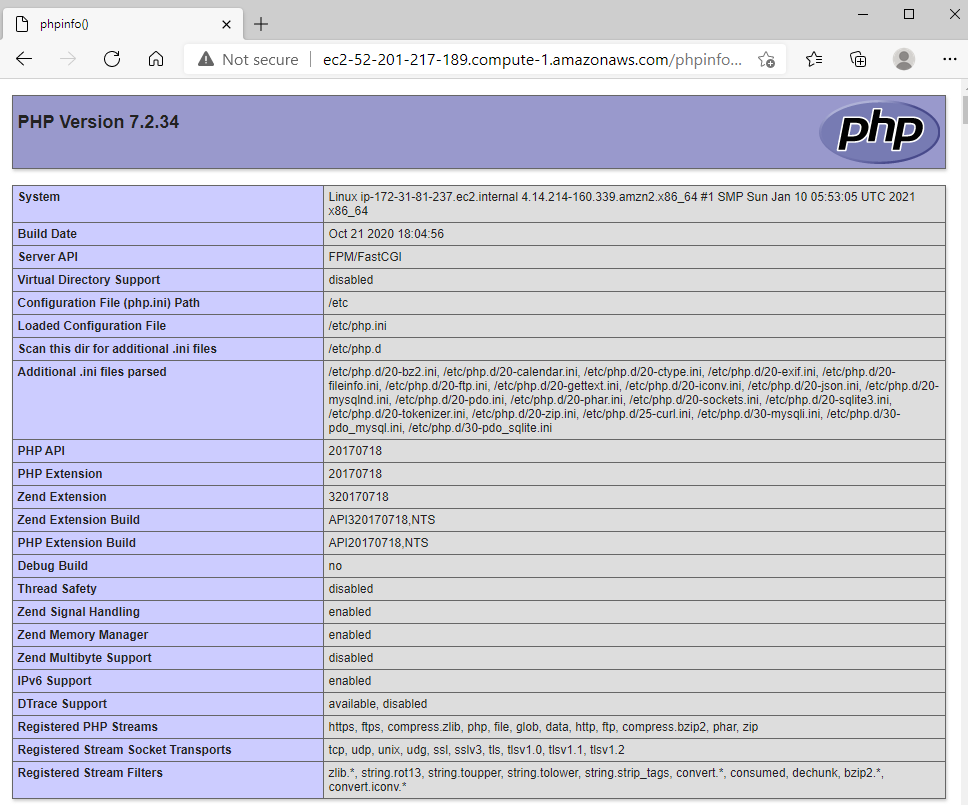 phpinfo()
Not secure
ec2-52-201-217-189.compute-1.amazonaws.com/phpinfo...
PHP Version 7.2.34
php
System
Linux ip-172-31-81-237.ec2.internal 4.14.214-160.339.amzn2.x86_64 #1 SMP Sun Jan 10 05:53:05 UTC 2021
x86_64
Build Date
Oct 21 2020 18:04:56
Server API
FPM/FastCGI
Virtual Directory Support
disabled
Configuration File (php.ini) Path
/etc
Loaded Configuration File
/etc/php.ini
Scan this dir for additional .ini files
/etc/php.d
Additional .ini files parsed
/etc/php.d/20-bz2.ini, /etc/php.d/20-calendar.ini, /etc/php.d/20-ctype.ini, /etc/php.d/20-exif.ini, /etc/php.d/20-
fileinfo.ini, /etc/php.d/20-ftp.ini, /etc/php.d/20-gettext.ini, /etc/php.d/20-iconv.ini, /etc/php.d/20-json.ini, /etc/php.d/20-
mysqlnd.ini, /etc/php.d/20-pdo.ini, /etc/php.d/20-phar.ini, /etc/php.d/20-sockets.ini, /etc/php.d/20-sqlite3.ini,
/etc/php.d/20-tokenizer.ini, /etc/php.d/20-zip.ini, /etc/php.d/25-curl.ini, /etc/php.d/30-mysqli.ini, /etc/php.d/30-
pdo_mysql.ini, /etc/php.d/30-pdo_sqlite.ini
PHP API
20170718
PHP Extension
20170718
Zend Extension
320170718
Zend Extension Build
API320170718,NTS
PHP Extension Build
API20170718,NTS
Debug Build
no
Thread Safety
disabled
Zend Signal Handling
enabled
Zend Memory Manager
enabled
Zend Multibyte Support
disabled
IPv6 Support
enabled
DTrace Support
available, disabled
Registered PHP Streams
https, ftps, compress.zlib, php, file, glob, data, http, ftp, compress.bzip2, phar, zip
Registered Stream Socket Transports
tcp, udp, unix, udg, ssl, sslv3, tls, tlsv1.0, tlsv1.1, tlsv1.2
Registered Stream Filters
zlib.*, string.rot13, string.toupper, string.tolower, string.strip_tags, convert.*, consumed, dechunk, bzip2.*,
convert.iconv.*